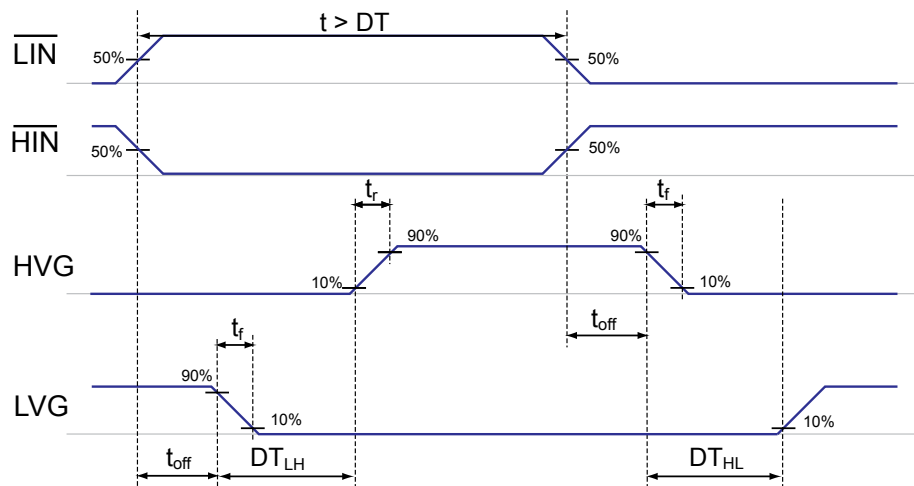 t > DT
LIN
50%
50%
HIN
50%
50%
tr
tf
HVG
10%
90%
90%
10%
tf
toff
LVG
90%
10%
10%
toff
DTLH
DTHL